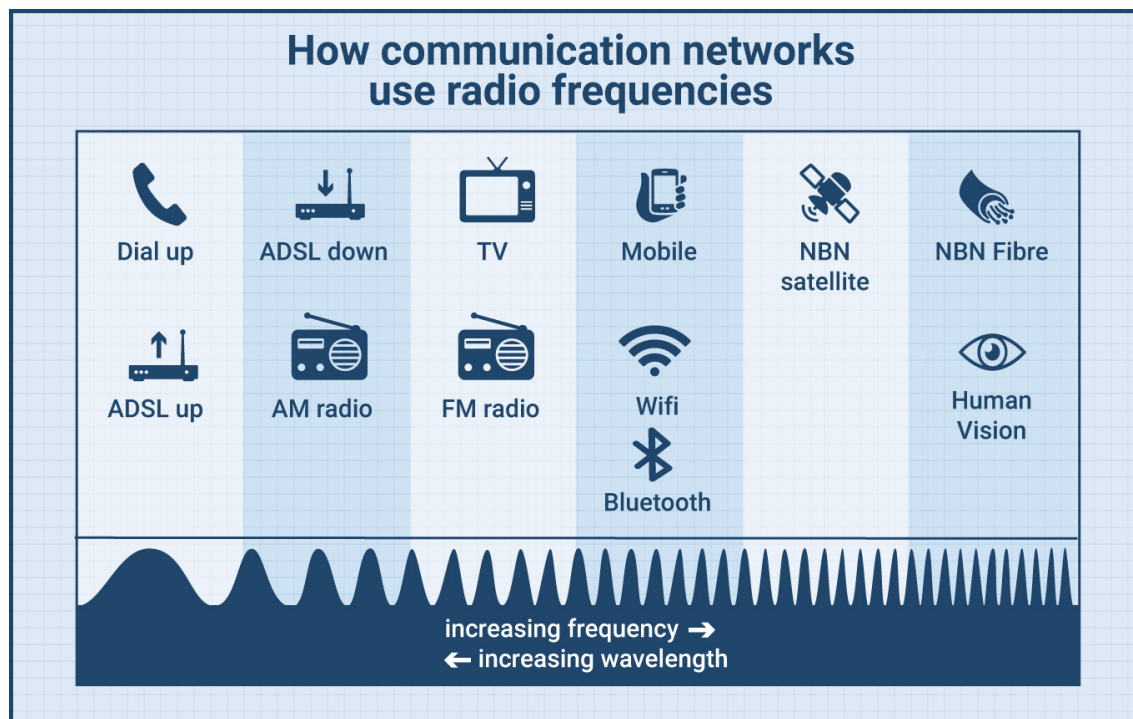 How communication networks
use radio frequencies
Dial up
ADSL down
TV
Mobile
NBN
satellite
NBN Fibre
ADSL up
AM radio
FM radio
Wifi
Human
Vision
Bluetooth
increasing frequency →
← increasing wavelength